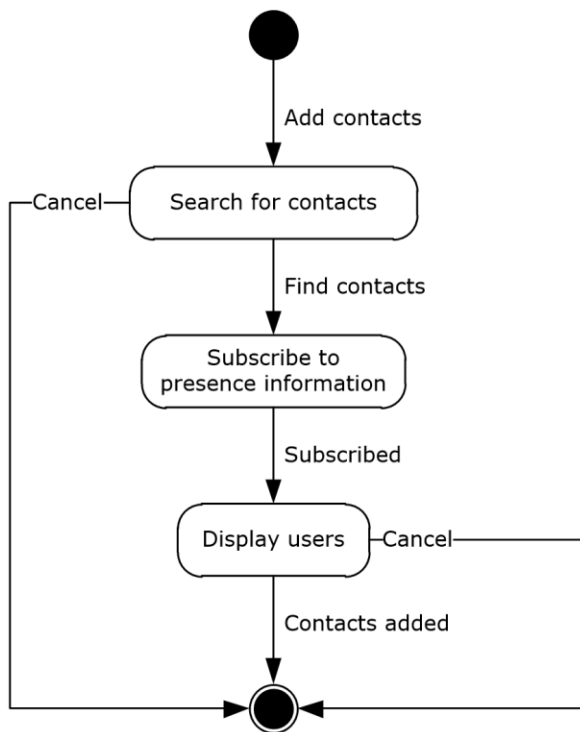 Add contacts
Cancel
Search for contacts
Find contacts
Subscribe to
presence information
Subscribed
Display users
Cancel
Contacts added